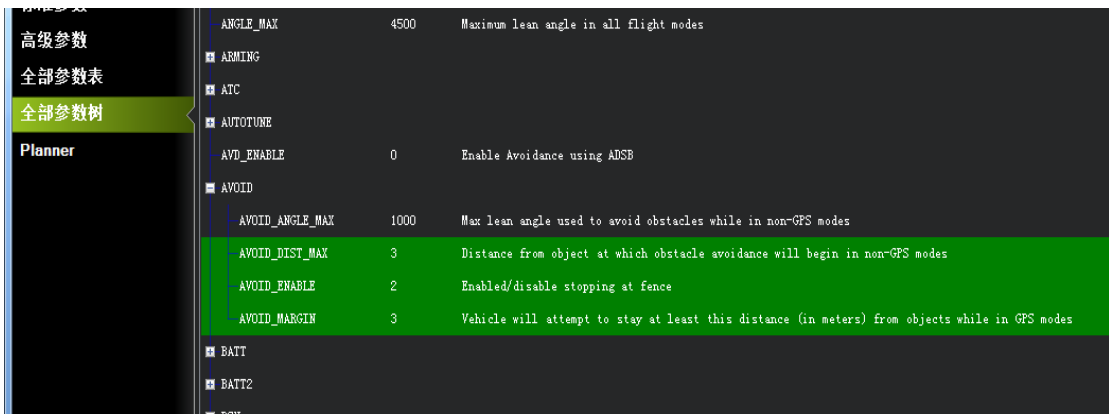 高级参数
全部参数表
全部参数树
Planner
ANGLE_MAX 4500 Maximum lean angle in all flight modes
ARMING
ATC
AUTOTUNE
AVD_ENABLE 0 Enable Avoidance using ADSB
AVOID
AVOID_ANGLE_MAX 1000 Max lean angle used to avoid obstacles while in non-GPS modes
AVOID_DIST_MAX 3 Distance from object at which obstacle avoidance will begin in non-GPS modes
AVOID_ENABLE 2 Enabled/disable stopping at fence
AVOID_MARGIN 3 Vehicle will attempt to stay at least this distance (in meters) from objects while in GPS modes
BATT
BATT2